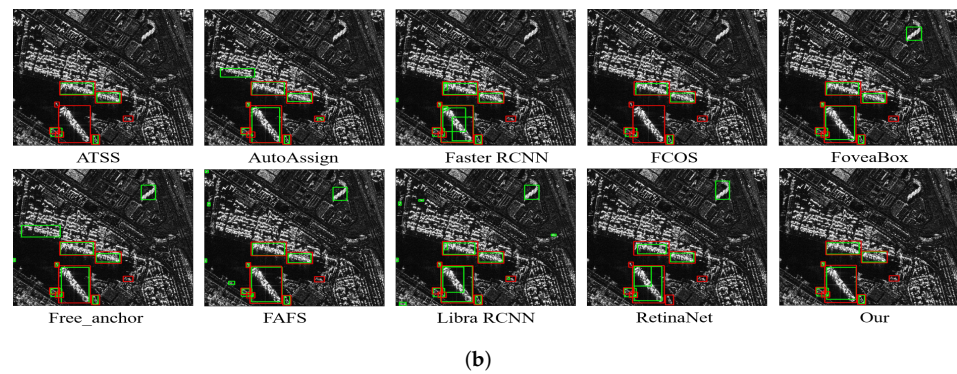 ATSS AutoAssign Faster RCNN FCOS FoveaBox
Free_anchor FAFS Libra RCNN RetinaNet Our
(b)